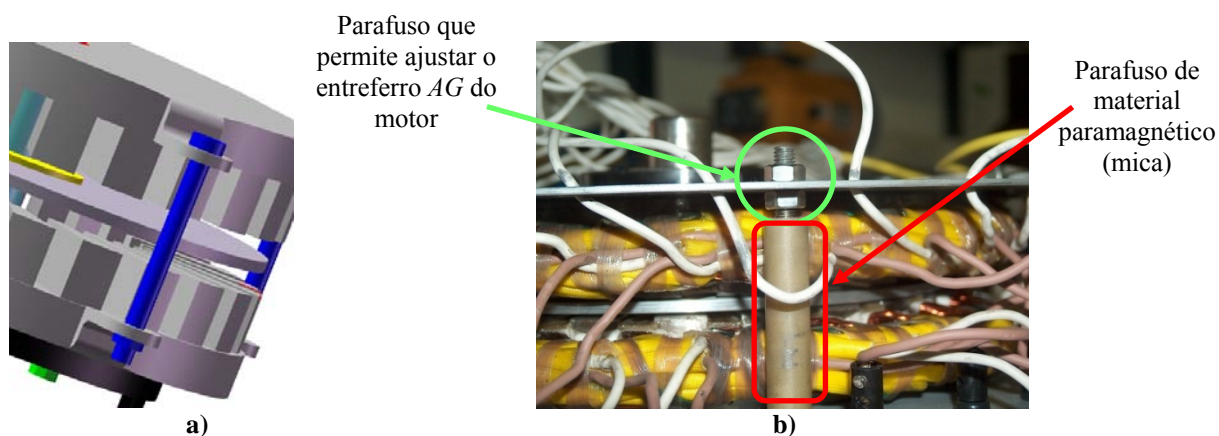 Parafuso que
permite ajustar o
entreferro AG do
motor
Parafuso de
material
paramagnético
(mica)
a)
b)